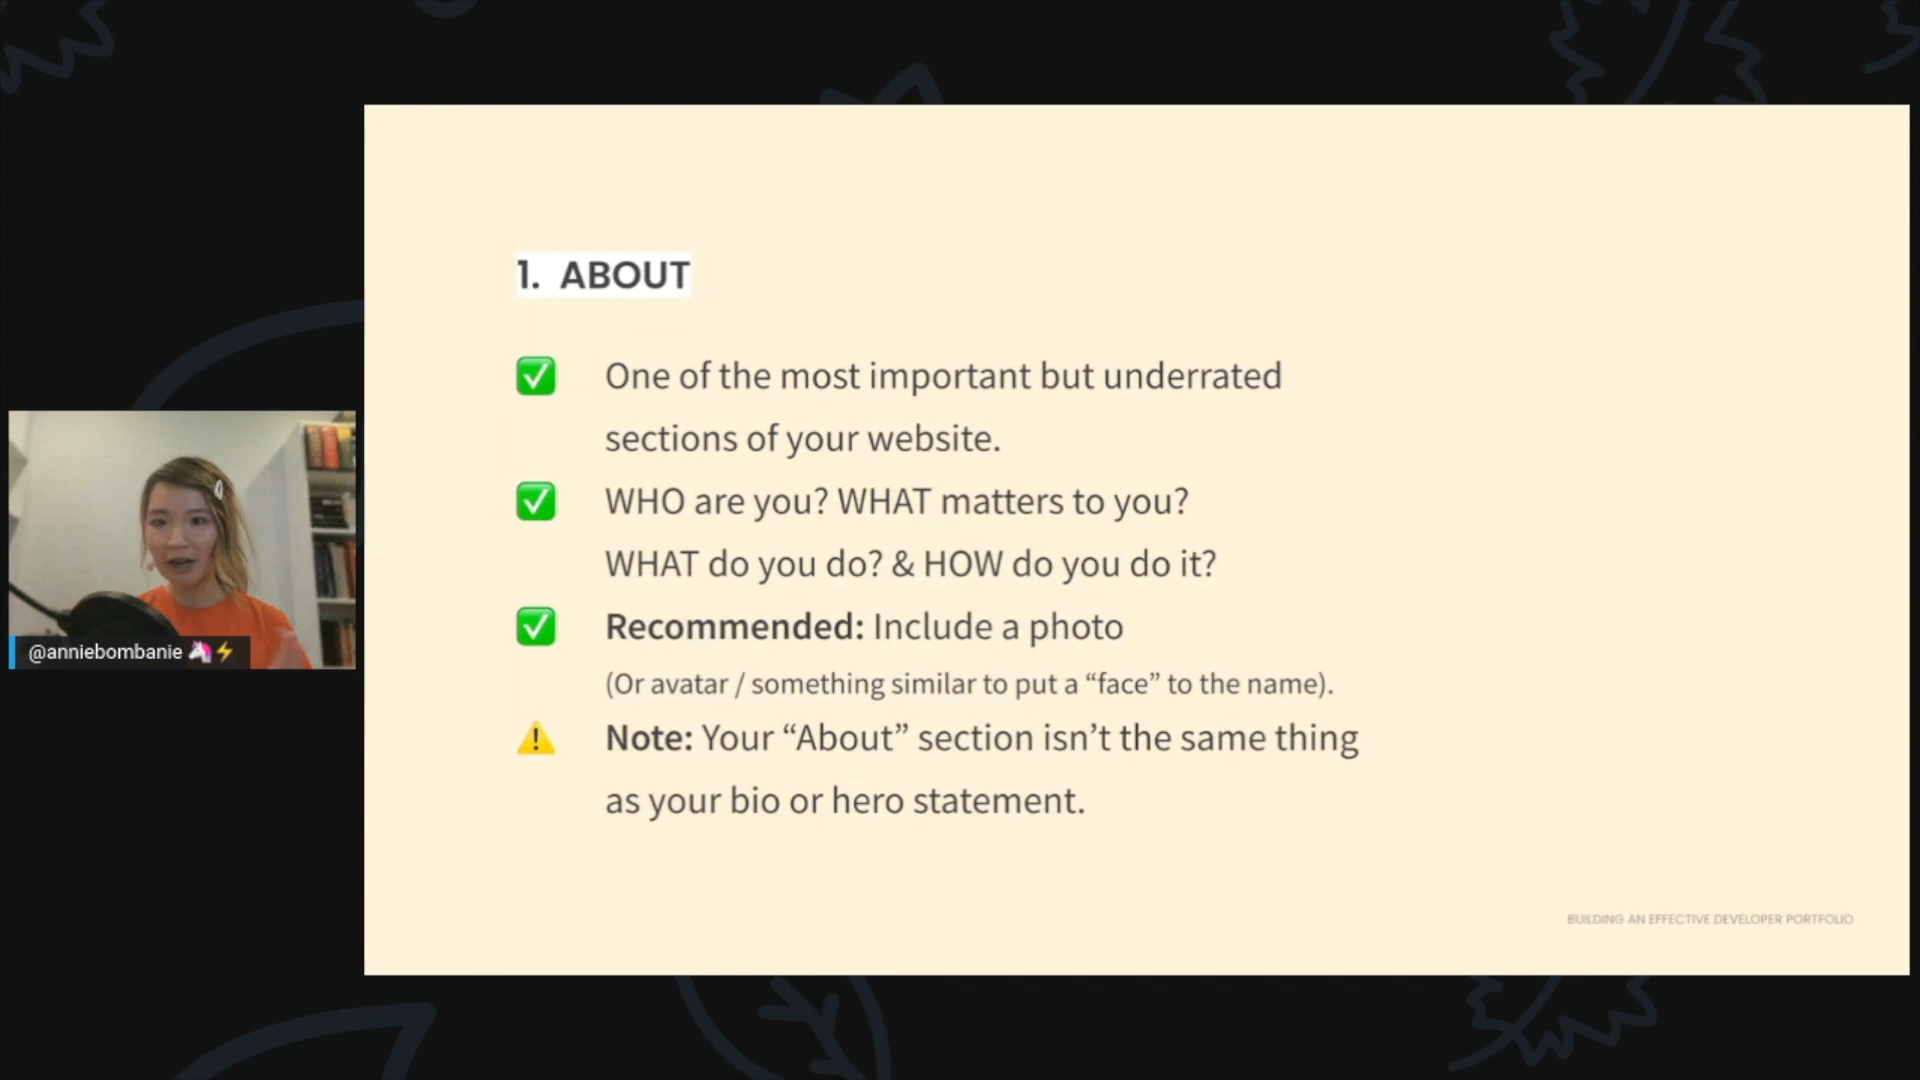 1. ABOUT
✅ One of the most important but underrated
sections of your website.
✅ WHO are you? WHAT matters to you?
WHAT do you do? & HOW do you do it?
✅ Recommended: Include a photo
(Or avatar / something similar to put a “face” to the name).
⚠️ Note: Your “About” section isn’t the same thing
as your bio or hero statement.
@anniebombanie 🦄⚡
BUILDING AN EFFECTIVE DEVELOPER PORTFOLIO